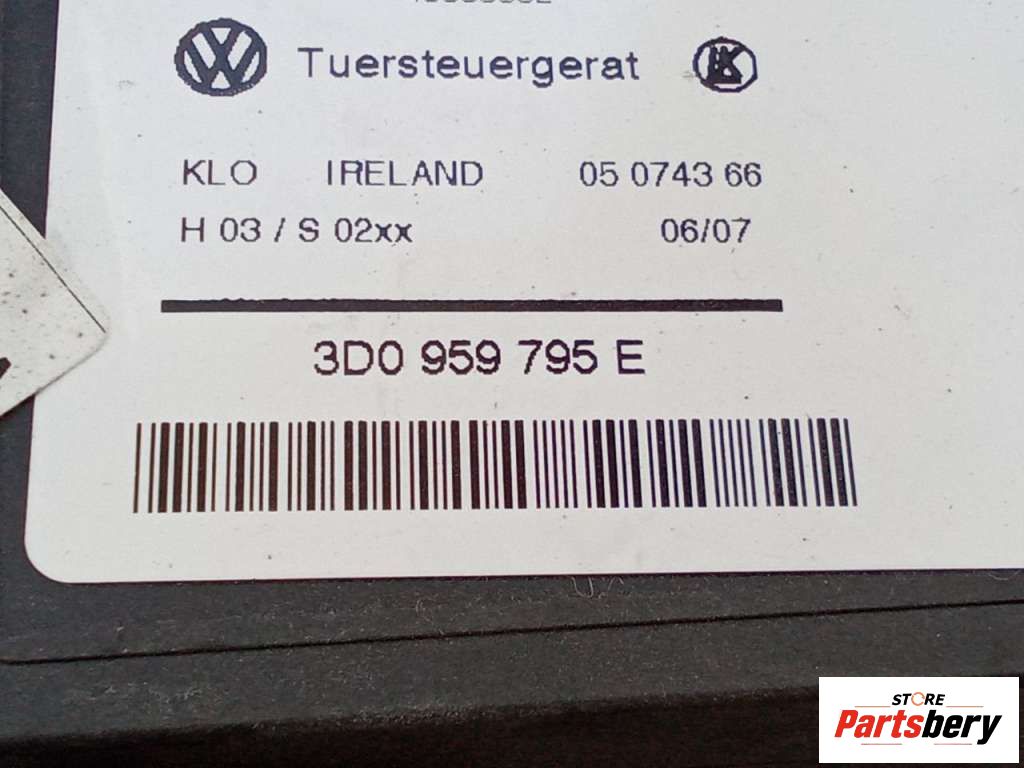 Tuersteuergerat
KLO IRELAND 05 0743 66
H 03 / S 02xx 06/07
3D0 959 795 E
STORE
Partsbery